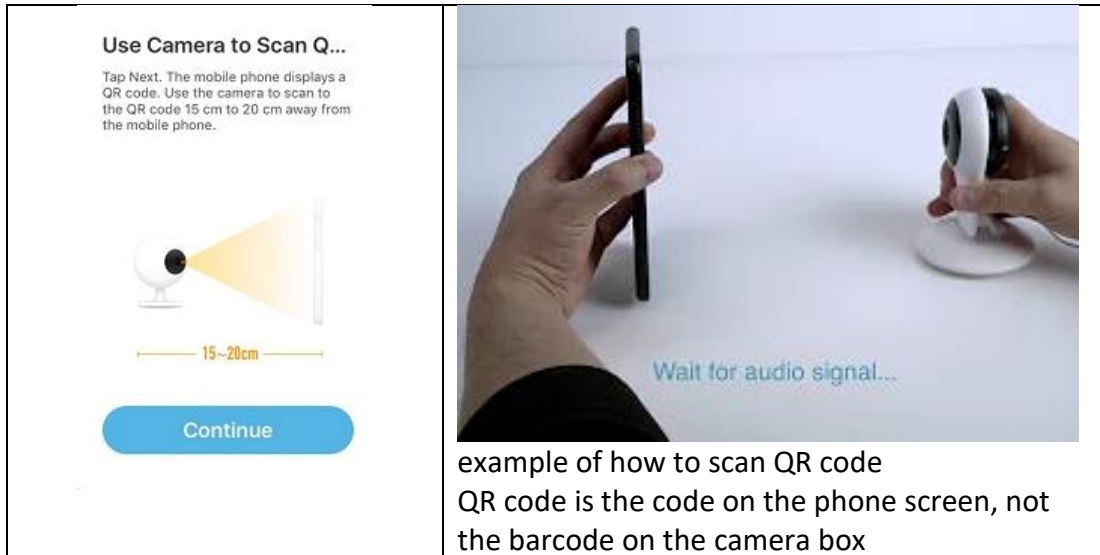 Use Camera to Scan Q...
Tap Next. The mobile phone displays a
QR code. Use the camera to scan to
the QR code 15 cm to 20 cm away from
the mobile phone.
15~20cm
Continue
Wait for audio signal...
example of how to scan QR code
QR code is the code on the phone screen, not
the barcode on the camera box